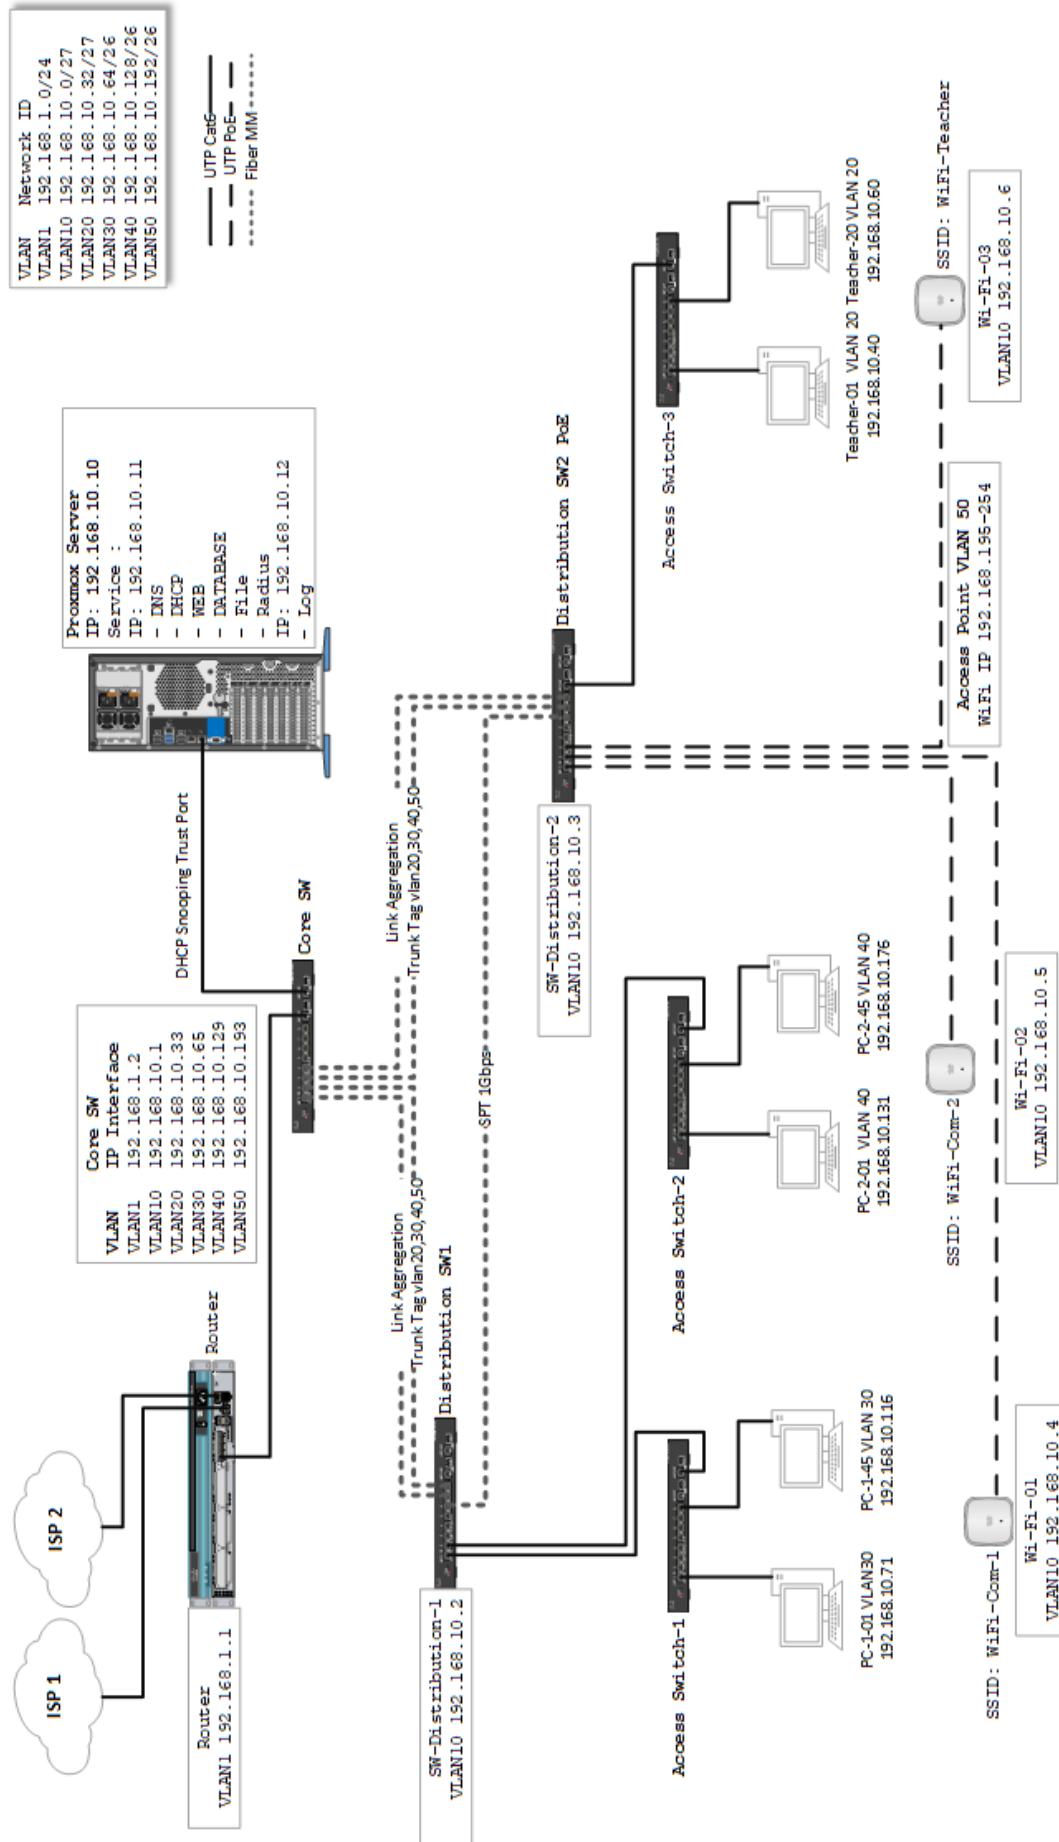 ISP 1
ISP 2
Router
VLAN1 192.168.1.1
Router
Core SW
VLAN IP Interface
VLAN1 192.168.1.2
VLAN10 192.168.10.1
VLAN20 192.168.10.33
VLAN30 192.168.10.65
VLAN40 192.168.10.129
VLAN50 192.168.10.193
DHCP Snooping Trust Port
Core SW
Proxmox Server
IP: 192.168.10.10
Service :
IP: 192.168.10.11
- DNS
- DHCP
- WEB
- DATABASE
- File
- Radius
IP: 192.168.10.12
- Log
VLAN Network ID
VLAN1 192.168.1.0/24
VLAN10 192.168.10.0/27
VLAN20 192.168.10.32/27
VLAN30 192.168.10.64/26
VLAN40 192.168.10.128/26
VLAN50 192.168.10.192/26
UTP Cat6
UTP PoE
Fiber MM
Link Aggregation
Trunk Tag vlan20,30,40,50
Link Aggregation
Trunk Tag vlan20,30,40,50
SW-Distribution-1
VLAN10 192.168.10.2
Distribution SW1
SPT 1Gbps
SW-Distribution-2
VLAN10 192.168.10.3
Distribution SW2 PoE
Access Switch-1
Access Switch-2
Access Switch-3
PC-1-01 VLAN30
192.168.10.71
PC-1-45 VLAN 30
192.168.10.116
PC-2-01 VLAN 40
192.168.10.131
PC-2-45 VLAN 40
192.168.10.176
Teacher-01 VLAN 20
192.168.10.40
Teacher-20 VLAN 20
192.168.10.60
SSID: WiFi-Com-1
Wi-Fi-01
VLAN10 192.168.10.4
SSID: WiFi-Com-2
Wi-Fi-02
VLAN10 192.168.10.5
Access Point VLAN 50
WiFi IP 192.168.195-254
SSID: WiFi-Teacher
Wi-Fi-03
VLAN10 192.168.10.6